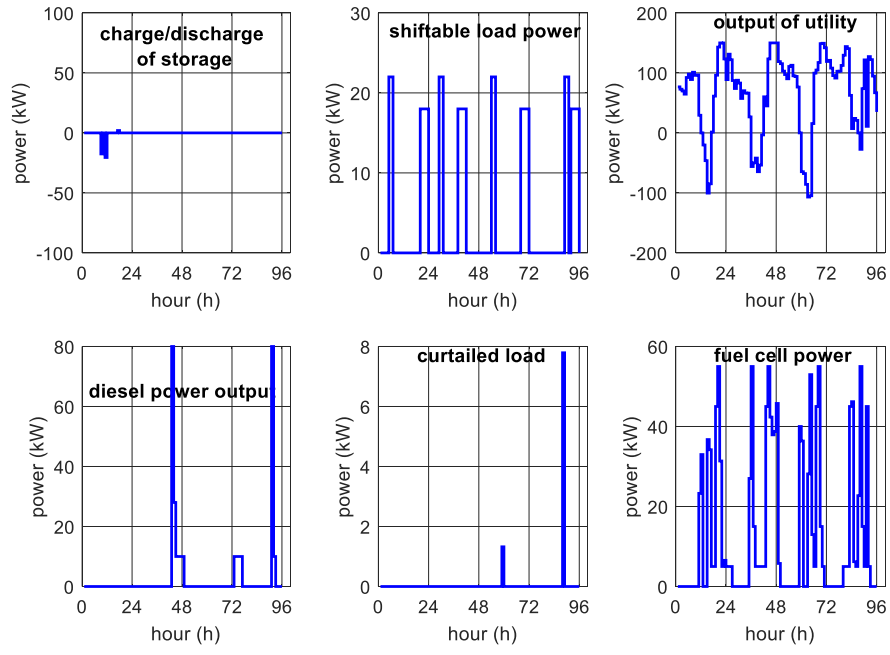 charge/discharge
of storage
power (kW)
100
50
0
-50
-100
0 24 48 72 96
hour (h)
shiftable load power
power (kW)
30
20
10
0
0 24 48 72 96
hour (h)
output of utility
power (kW)
200
100
0
-100
-200
0 24 48 72 96
hour (h)
diesel power output
power (kW)
80
60
40
20
0
0 24 48 72 96
hour (h)
curtailed load
power (kW)
8
6
4
2
0
0 24 48 72 96
hour (h)
fuel cell power
power (kW)
60
40
20
0
0 24 48 72 96
hour (h)